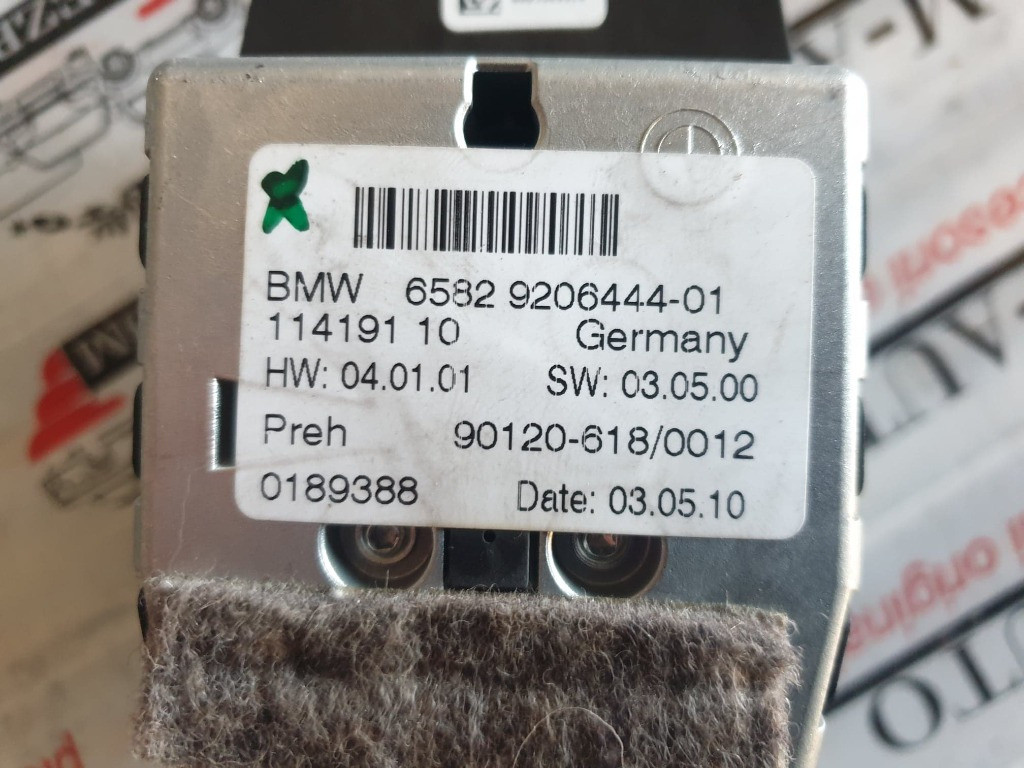 BMW 6582 9206444-01
114191 10 Germany
HW: 04.01.01 SW: 03.05.00
Preh 90120-618/0012
0189388 Date: 03.05.10